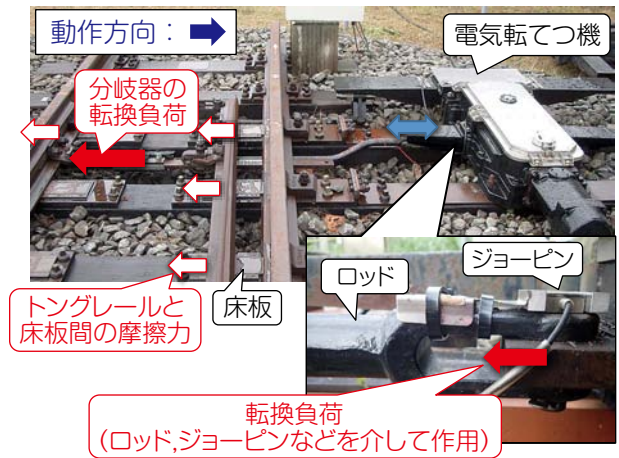 動作方向：
電気転てつ機
分岐器の
転換負荷
ロッド
ジョーピン
トングレールと
床板間の摩擦力
床板
転換負荷
(ロッド,ジョーピンなどを介して作用)